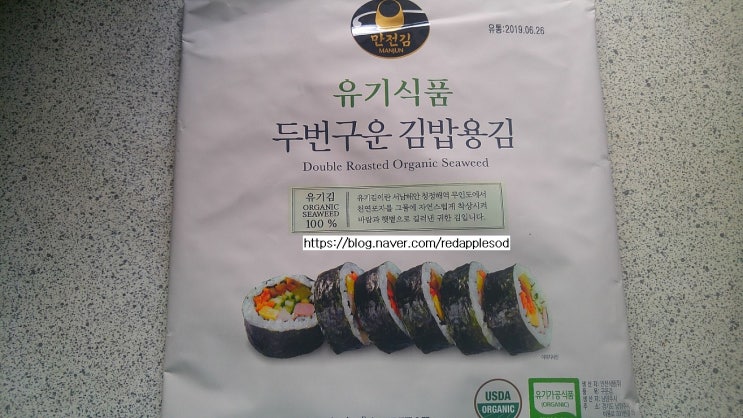 만전김
MANJUN
유통:2019.06.26
유기식품
두번구운 김밥용김
Double Roasted Organic Seaweed
유기김
ORGANIC
SEAWEED
100 %
유기김이란 서남해안 청정해역 무인도에서
천연포자를 그물에 자연스럽게 착상시켜
바람과 햇볕으로 길러낸 귀한 김입니다.
https://blog.naver.com/redapplesod
USDA
ORGANIC
유기가공식품
(ORGANIC)